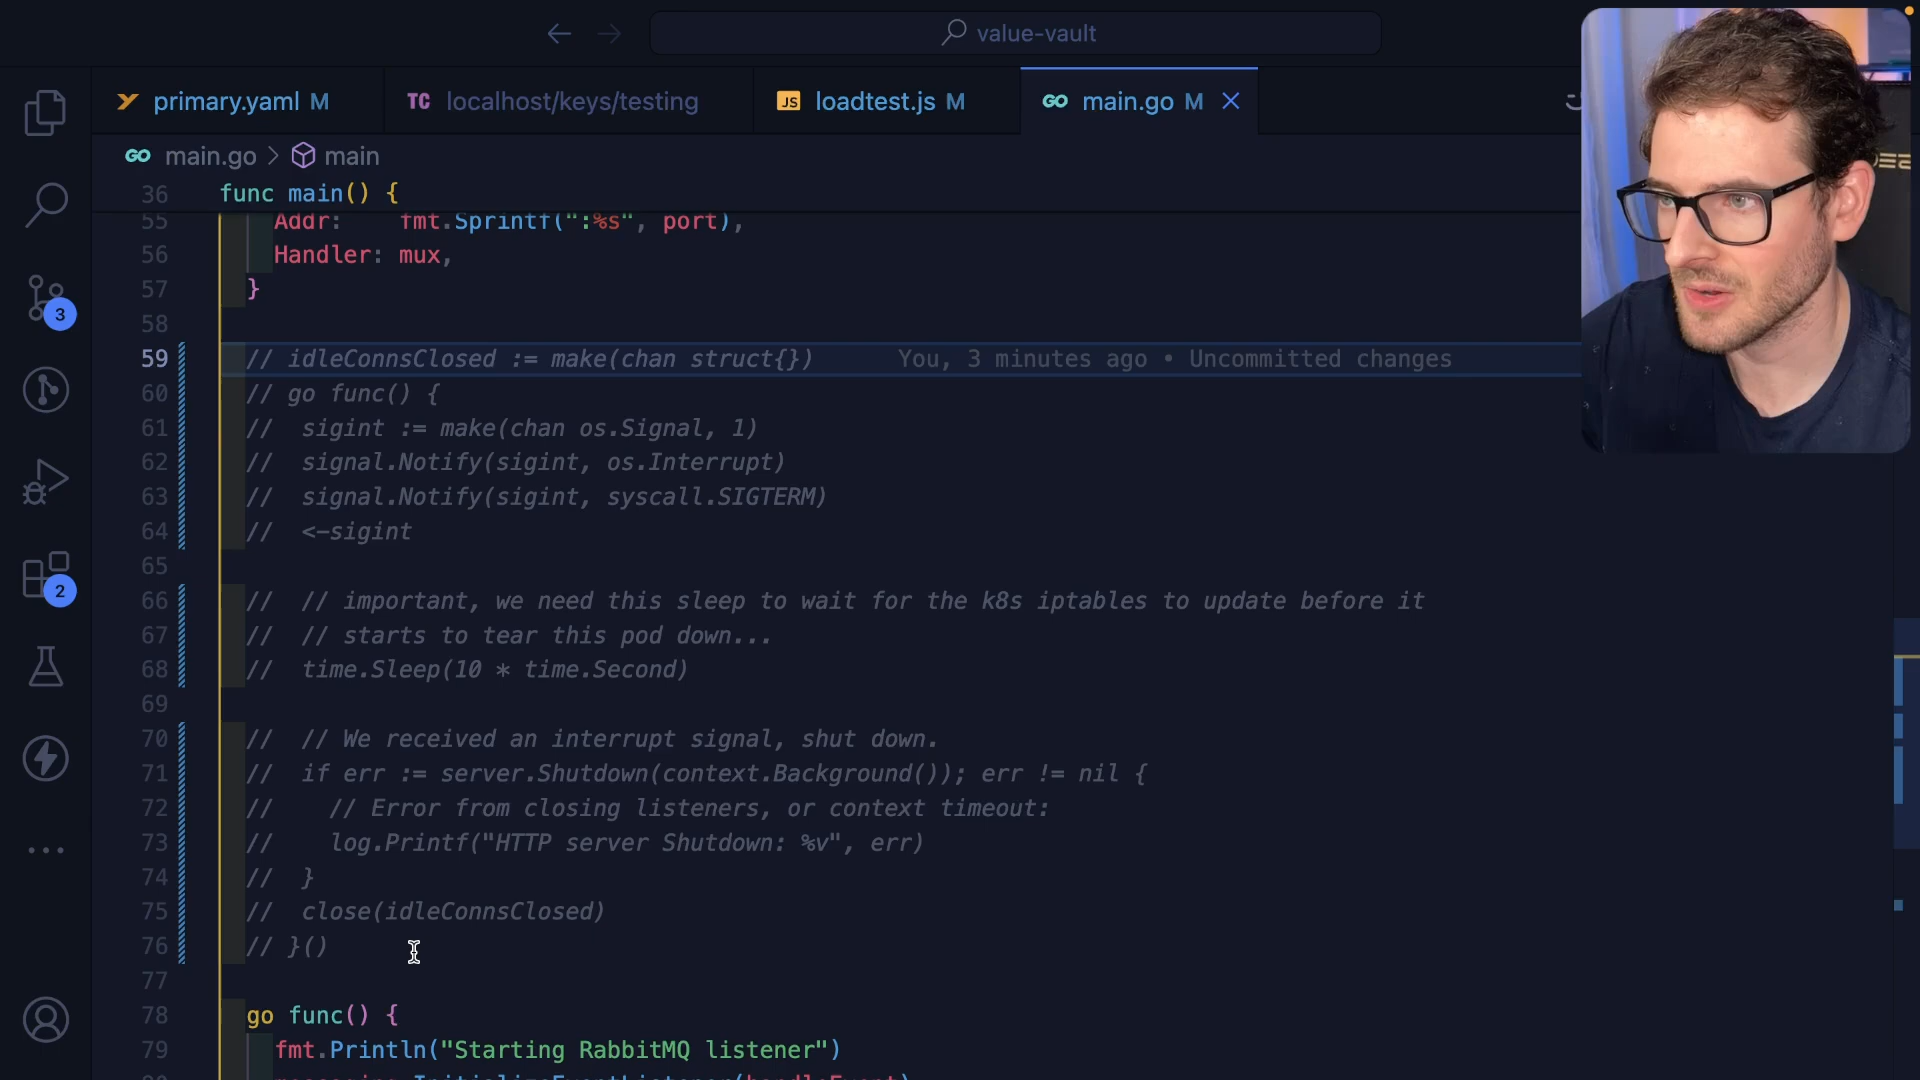 value-vault
primary.yaml M
TC localhost/keys/testing
JS loadtest.js M
GO main.go M
GO main.go > main
36 func main() {
55 Addr: fmt.Sprintf(":%s", port),
56 Handler: mux,
57 }
58
59 // idleConnsClosed := make(chan struct{}) You, 3 minutes ago • Uncommitted changes
60 // go func() {
61 // sigint := make(chan os.Signal, 1)
62 // signal.Notify(sigint, os.Interrupt)
63 // signal.Notify(sigint, syscall.SIGTERM)
64 // <-sigint
65
66 // // important, we need this sleep to wait for the k8s iptables to update before it
67 // // starts to tear this pod down...
68 // time.Sleep(10 * time.Second)
69
70 // // We received an interrupt signal, shut down.
71 // if err := server.Shutdown(context.Background()); err != nil {
72 // // Error from closing listeners, or context timeout:
73 // log.Printf("HTTP server Shutdown: %v", err)
74 // }
75 // close(idleConnsClosed)
76 // }()
77
78 go func() {
79 fmt.Println("Starting RabbitMQ listener")
3
2